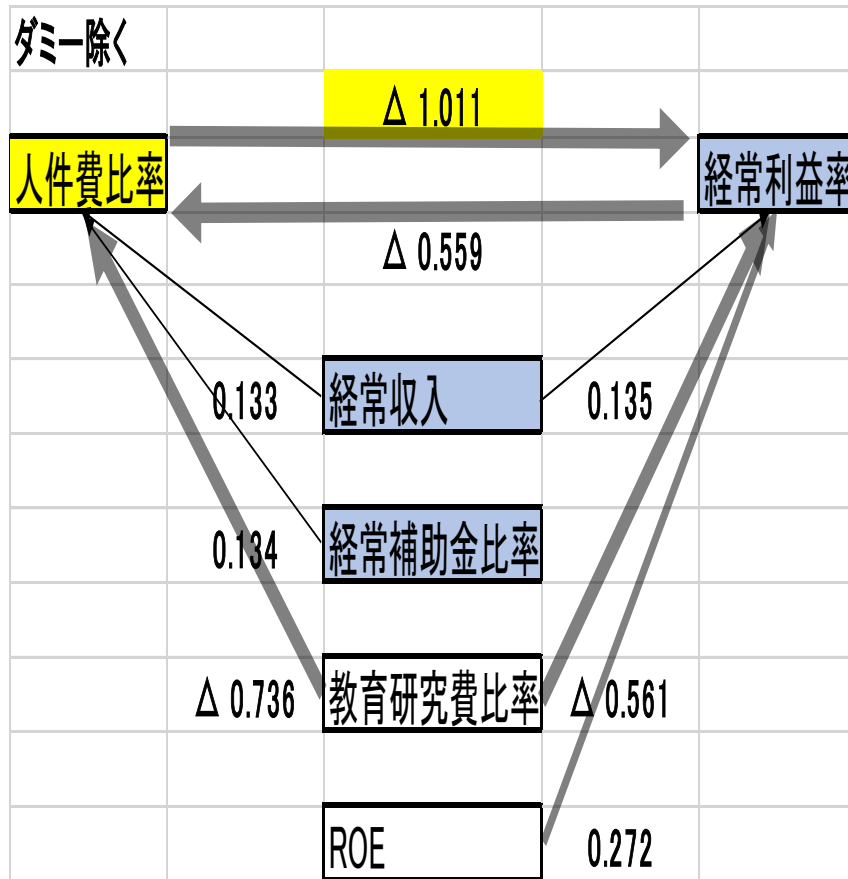 ダミー除く
Δ 1.011
人件費比率
経常利益率
Δ 0.559
0.133
経常収入
0.135
0.134
経常補助金比率
Δ 0.736
教育研究費比率
Δ 0.561
ROE
0.272